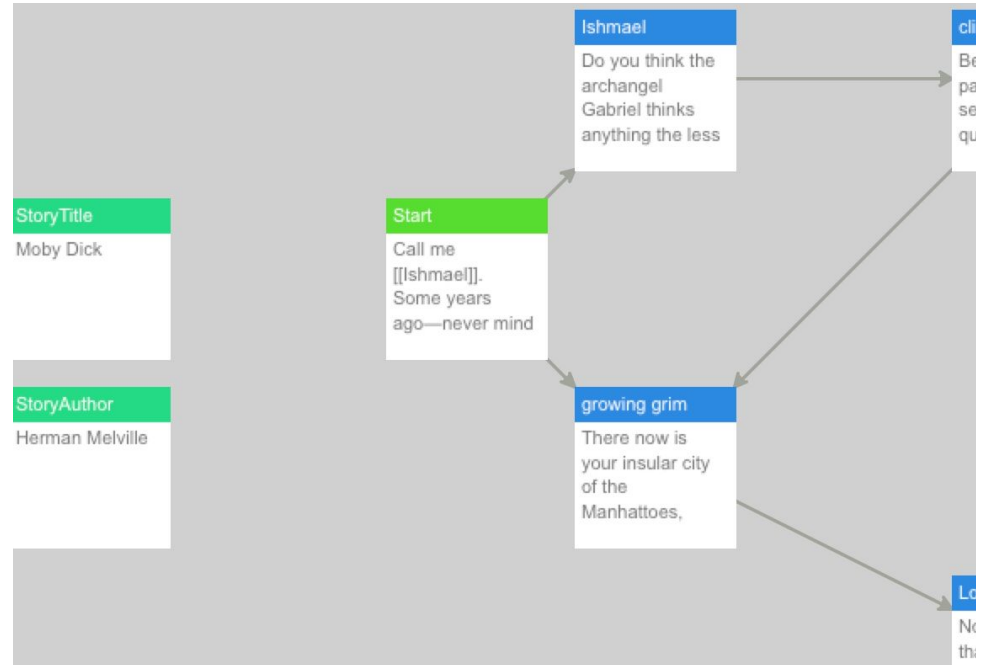 Ishmael
Do you think the
archangel
Gabriel thinks
anything the less
StoryTitle
Moby Dick
Start
Call me
[[Ishmael]].
Some years
ago—never mind
StoryAuthor
Herman Melville
growing grim
There now is
your insular city
of the
Manhattoes,